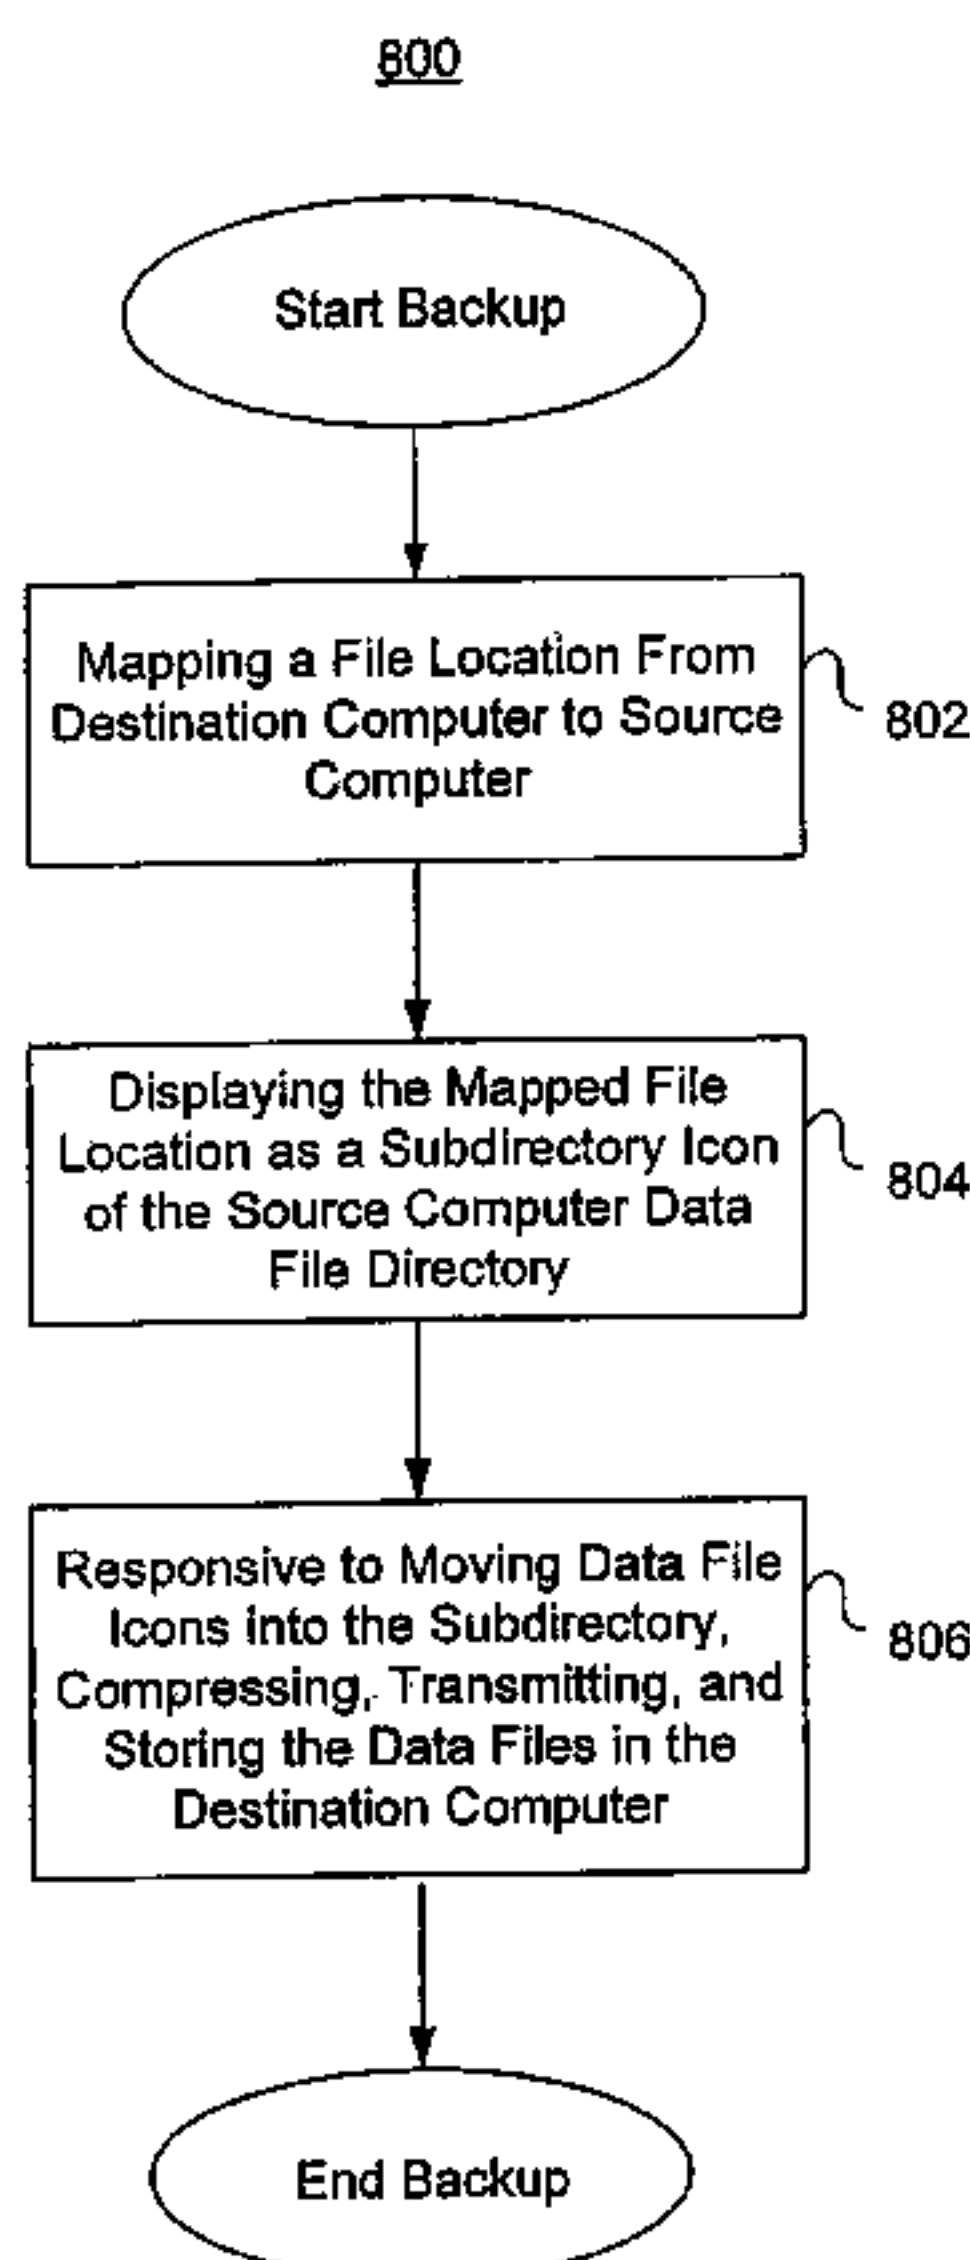 800
Start Backup
Mapping a File Location From
Destination Computer to Source
Computer
802
Displaying the Mapped File
Location as a Subdirectory Icon
of the Source Computer Data
File Directory
804
Responsive to Moving Data File
Icons into the Subdirectory,
Compressing, Transmitting, and
Storing the Data Files in the
Destination Computer
806
End Backup